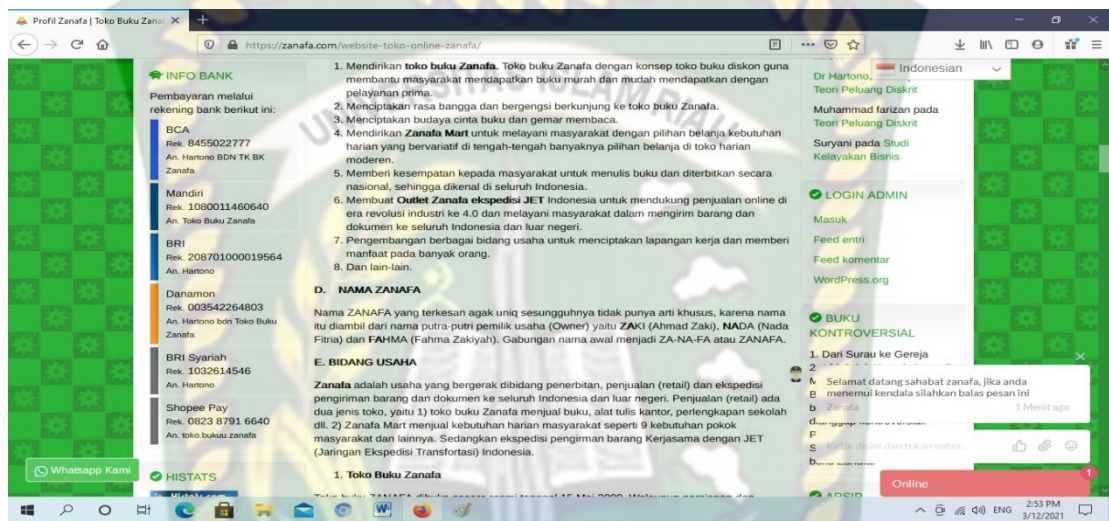 Profil Zanafa | Toko Buku Zana
https://zanafa.com/website-toko-online-zanafa/
INFO BANK
Pembayaran melalui
rekening bank berikut ini:
BCA
Rek. 8455022777
An. Hartono BDN TK BK
Zanafa
Mandiri
Rek. 1080011460640
An. Toko Buku Zanafa
BRI
Rek. 208701000019564
An. Hartono
Danamon
Rek. 003542264803
An. Hartono bdn Toko Buku
Zanafa
BRI Syariah
Rek. 1032614546
An. Hartono
Shopee Pay
Rek. 0823 8791 6640
An. toko.bukuu.zanafa
Whatsapp Kami
HISTATS
1. Mendirikan toko buku Zanafa. Toko buku Zanafa dengan konsep toko buku diskon guna
membantu masyarakat mendapatkan buku murah dan mudah mendapatkan dengan
pelayanan prima.
2. Menciptakan rasa bangga dan bergengsi berkunjung ke toko buku Zanafa.
3. Menciptakan budaya cinta buku dan gemar membaca.
4. Mendirikan Zanafa Mart untuk melayani masyarakat dengan pilihan belanja kebutuhan
harian yang bervariatif di tengah-tengah banyaknya pilihan belanja di toko harian
moderen.
5. Memberi kesempatan kepada masyarakat untuk menulis buku dan diterbitkan secara
nasional, sehingga dikenal di seluruh Indonesia.
6. Membuat Outlet Zanafa ekspedisi JET Indonesia untuk mendukung penjualan online di
era revolusi industri ke 4.0 dan melayani masyarakat dalam mengirim barang dan
dokumen ke seluruh Indonesia dan luar negeri.
7. Pengembangan berbagai bidang usaha untuk menciptakan lapangan kerja dan memberi
manfaat pada banyak orang.
8. Dan lain-lain.
D. NAMA ZANAFA
Nama ZANAFA yang terkesan agak uniq sesungguhnya tidak punya arti khusus, karena nama
itu diambil dari nama putra-putri pemilik usaha (Owner) yaitu ZAKI (Ahmad Zaki), NADA (Nada
Fitria) dan FAHMA (Fahma Zakiyah). Gabungan nama awal menjadi ZA-NA-FA atau ZANAFA.
E. BIDANG USAHA
Zanafa adalah usaha yang bergerak dibidang penerbitan, penjualan (retail) dan ekspedisi
pengiriman barang dan dokumen ke seluruh Indonesia dan luar negeri. Penjualan (retail) ada
dua jenis toko, yaitu 1) toko buku Zanafa menjual buku, alat tulis kantor, perlengkapan sekolah
dll. 2) Zanafa Mart menjual kebutuhan harian masyarakat seperti 9 kebutuhan pokok
masyarakat dan lainnya. Sedangkan ekspedisi pengirman barang Kerjasama dengan JET
(Jaringan Ekspedisi Transfortasi) Indonesia.
1. Toko Buku Zanafa
Indonesian
Dr Hartono,
Teori Peluang Diskrit
Muhammad farizan pada
Teori Peluang Diskrit
Suryani pada Studi
Kelayakan Bisnis
LOGIN ADMIN
Masuk
Feed entri
Feed komentar
WordPress.org
BUKU
KONTROVERSIAL
1. Dari Surau ke Gereja
Selamat datang sahabat zanafa, jika anda
menemui kendala silahkan balas pesan ini
Zanafa 1 Menit ago
Ketik disini dan tekan enter..
Online
1
ENG
2:53 PM
3/12/2021